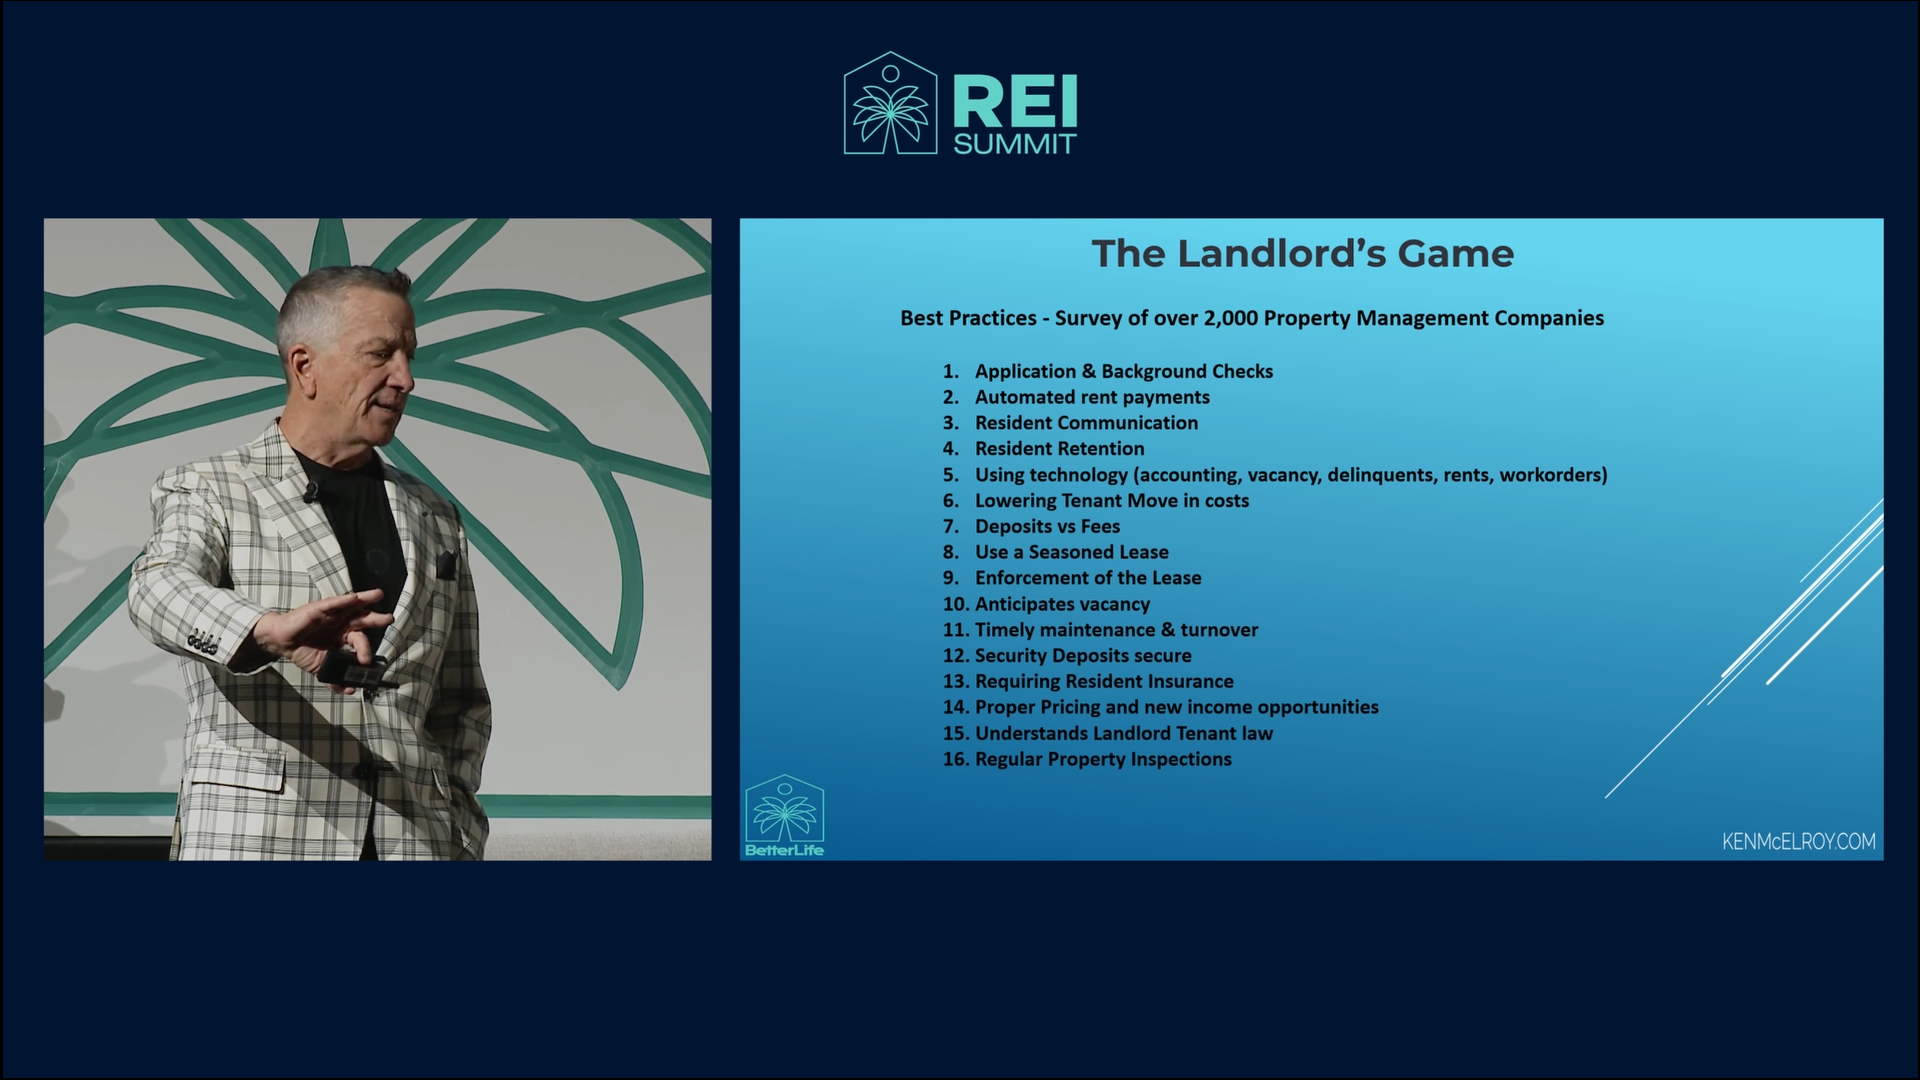 REI
SUMMIT
The Landlord’s Game
Best Practices - Survey of over 2,000 Property Management Companies
1. Application & Background Checks
2. Automated rent payments
3. Resident Communication
4. Resident Retention
5. Using technology (accounting, vacancy, delinquents, rents, workorders)
6. Lowering Tenant Move in costs
7. Deposits vs Fees
8. Use a Seasoned Lease
9. Enforcement of the Lease
10. Anticipates vacancy
11. Timely maintenance & turnover
12. Security Deposits secure
13. Requiring Resident Insurance
14. Proper Pricing and new income opportunities
15. Understands Landlord Tenant law
16. Regular Property Inspections
BetterLife
KENMcELROY.COM